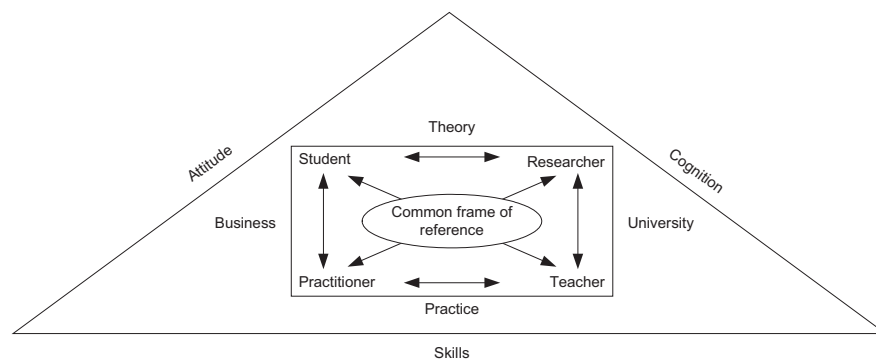 Theory
Attitude
Cognition
Student
Researcher
Business
Common frame of
reference
University
Practitioner
Teacher
Practice
Skills